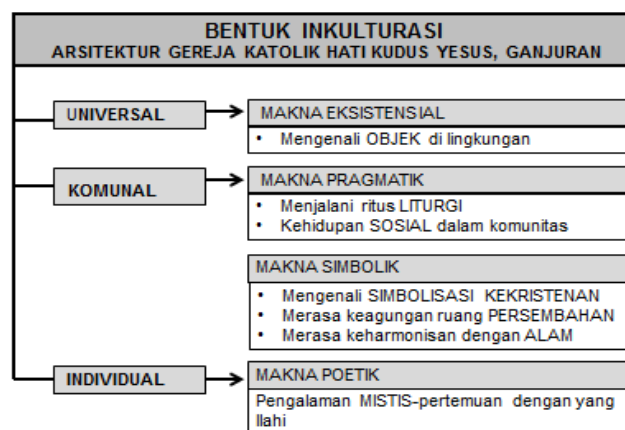 BENTUK INKULTURASI
ARSITEKTUR GEREJA KATOLIK HATI KUDUS YESUS, GANJURAN
UNIVERSAL
MAKNA EKSISTENSIAL
• Mengenali OBJEK di lingkungan
KOMUNAL
MAKNA PRAGMATIK
• Menjalani ritus LITURGI
• Kehidupan SOSIAL dalam komunitas
MAKNA SIMBOLIK
• Mengenali SIMBOLISASI KEKRISTENAN
• Merasa keagungan ruang PERSEMBAHAN
• Merasa keharmonisan dengan ALAM
INDIVIDUAL
MAKNA POETIK
Pengalaman MISTIS-pertemuan dengan yang
Ilahi